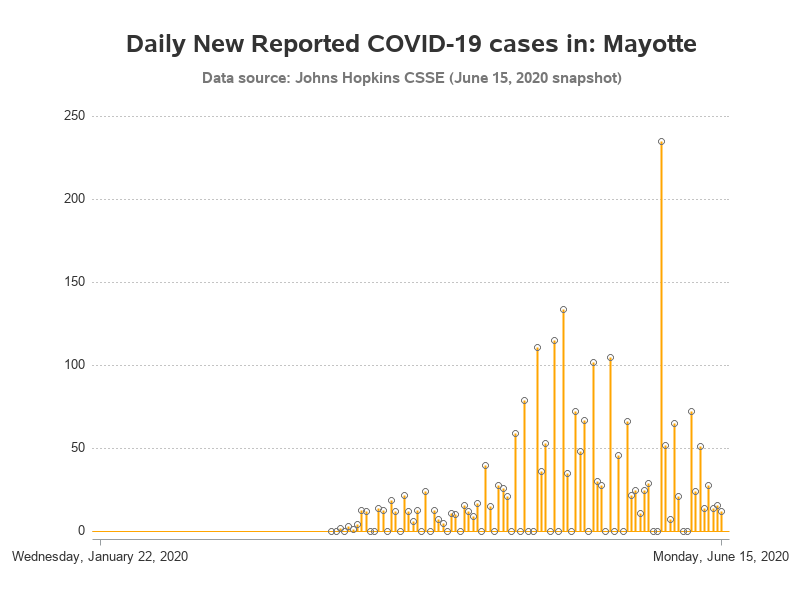 Daily New Reported COVID-19 cases in: Mayotte
Data source: Johns Hopkins CSSE (June 15, 2020 snapshot)
250
200
150
100
50
0
Wednesday, January 22, 2020
Monday, June 15, 2020